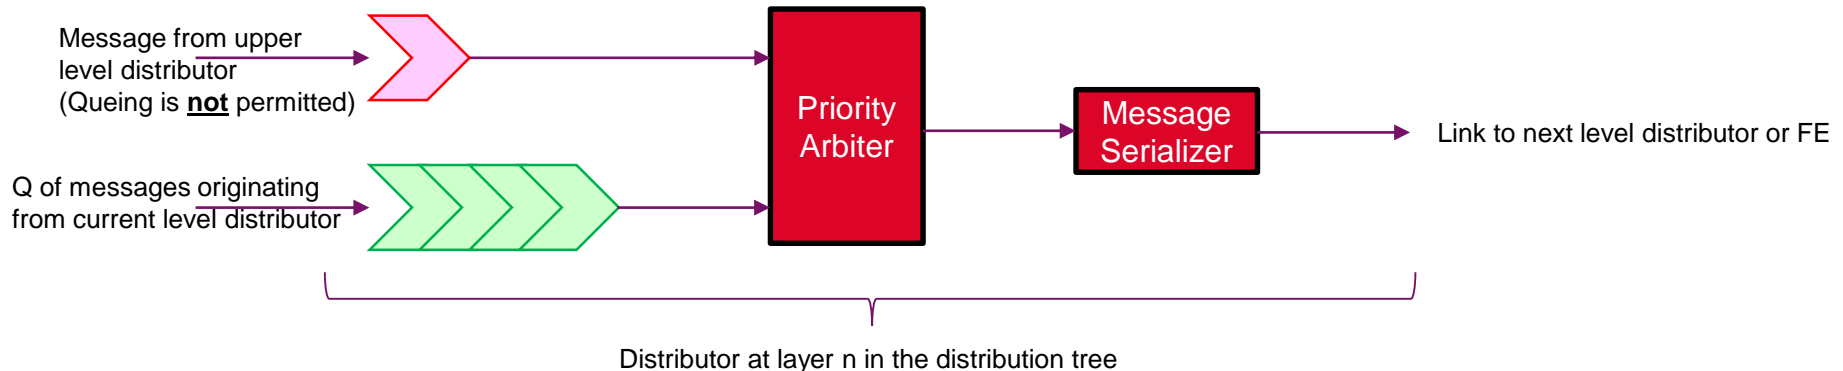 Message from upper
level distributor
(Queing is not permitted)
Q of messages originating
from current level distributor
Priority
Arbiter
Message
Serializer
Link to next level distributor or FE
Distributor at layer n in the distribution tree